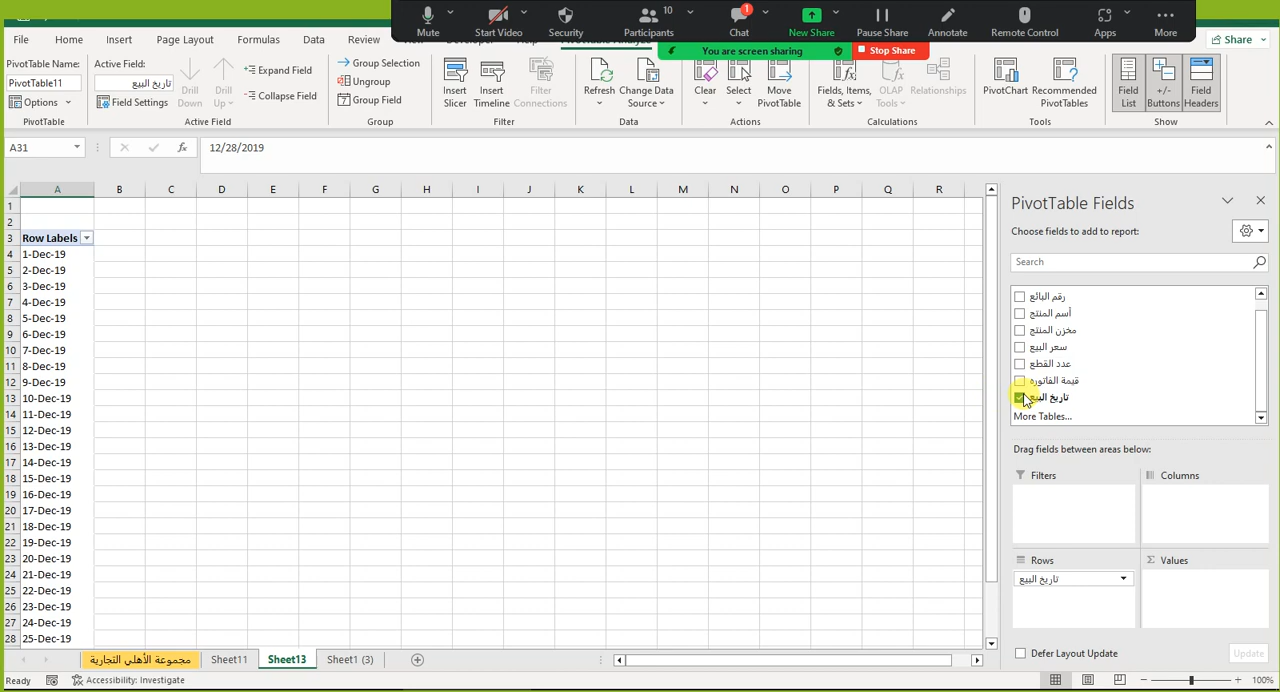 Mute
Start Video
Security
Participants
10
Chat
1
New Share
Pause Share
Annotate
Remote Control
Apps
More
You are screen sharing
Stop Share
File
Home
Insert
Page Layout
Formulas
Data
Review
Share
PivotTable Name:
PivotTable11
Options
PivotTable
Active Field:
تاريخ البيع
Field Settings
Drill Down
Drill Up
Expand Field
Collapse Field
Active Field
Group Selection
Ungroup
Group Field
Group
Insert Slicer
Insert Timeline
Filter Connections
Filter
Refresh
Change Data Source
Data
Clear
Select
Move PivotTable
Actions
Fields, Items, & Sets
OLAP Tools
Relationships
Calculations
PivotChart
Recommended PivotTables
Tools
Field List
+/- Buttons
Field Headers
Show
A31
fx
12/28/2019
A B C D E F G H I J K L M N O P Q R
1
2
3 Row Labels
4 1-Dec-19
5 2-Dec-19
6 3-Dec-19
7 4-Dec-19
8 5-Dec-19
9 6-Dec-19
10 7-Dec-19
11 8-Dec-19
12 9-Dec-19
13 10-Dec-19
14 11-Dec-19
15 12-Dec-19
16 13-Dec-19
17 14-Dec-19
18 15-Dec-19
19 16-Dec-19
20 17-Dec-19
21 18-Dec-19
22 19-Dec-19
23 20-Dec-19
24 21-Dec-19
25 22-Dec-19
26 23-Dec-19
27 24-Dec-19
28 25-Dec-19
PivotTable Fields
Choose fields to add to report:
Search
رقم البائع
أسم المنتج
مخزن المنتج
سعر البيع
عدد القطع
قيمة الفاتوره
تاريخ البيع
More Tables...
Drag fields between areas below:
Filters
Columns
Rows
Σ Values
تاريخ البيع
Defer Layout Update
Update
مجموعة الأهلي التجارية
Sheet11
Sheet13
Sheet1 (3)
Ready
Accessibility: Investigate
100%